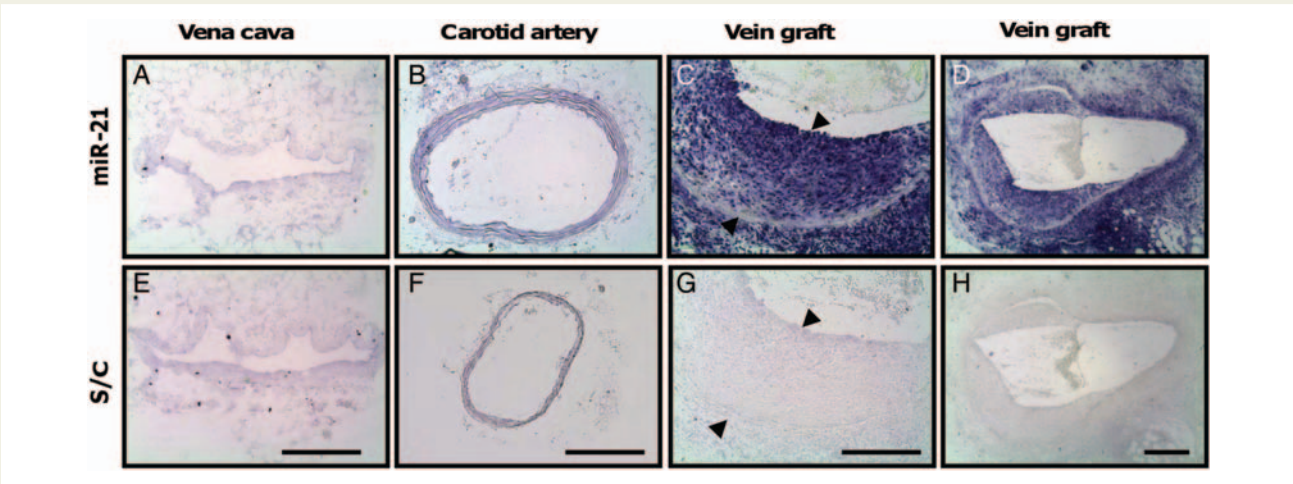 Vena cava Carotid artery Vein graft Vein graft
miR-21
A B C D
S/C
E F G H